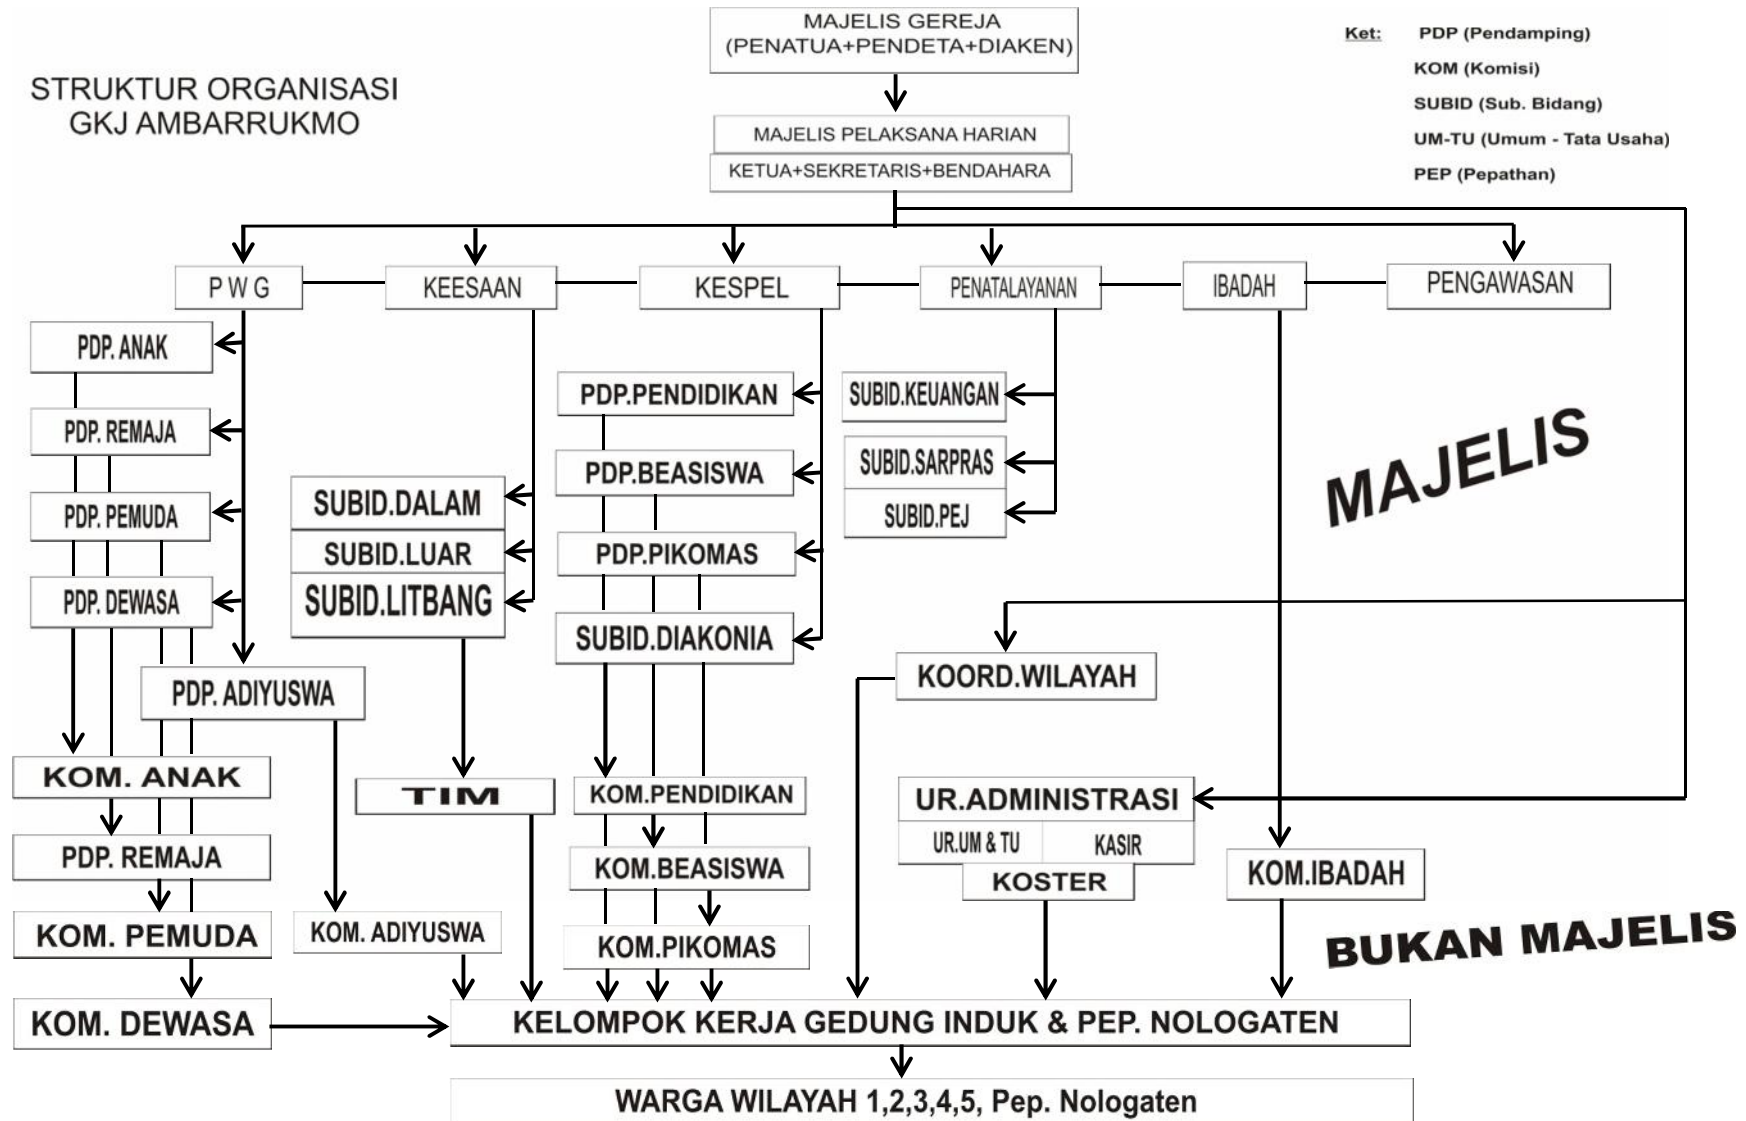 MAJELIS GEREJA
(PENATUA+PENDETA+DIAKEN)
Ket: PDP (Pendamping)
KOM (Komisi)
SUBID (Sub. Bidang)
UM-TU (Umum - Tata Usaha)
PEP (Pepathan)
STRUKTUR ORGANISASI
GKJ AMBARRUKMO
MAJELIS PELAKSANA HARIAN
KETUA+SEKRETARIS+BENDAHARA
P W G
KEESAAN
KESPEL
PENATALAYANAN
IBADAH
PENGAWASAN
PDP. ANAK
PDP. REMAJA
PDP. PEMUDA
PDP. DEWASA
PDP. ADIYUSWA
SUBID.DALAM
SUBID.LUAR
SUBID.LITBANG
PDP.PENDIDIKAN
PDP.BEASISWA
PDP.PIKOMAS
SUBID.DIAKONIA
SUBID.KEUANGAN
SUBID.SARPRAS
SUBID.PEJ
MAJELIS
KOORD.WILAYAH
KOM. ANAK
PDP. REMAJA
KOM. PEMUDA
KOM. DEWASA
KOM. ADIYUSWA
TIM
KOM.PENDIDIKAN
KOM.BEASISWA
KOM.PIKOMAS
UR.ADMINISTRASI
UR.UM & TU
KASIR
KOSTER
KOM.IBADAH
BUKAN MAJELIS
KELOMPOK KERJA GEDUNG INDUK & PEP. NOLOGATEN
WARGA WILAYAH 1,2,3,4,5, Pep. Nologaten